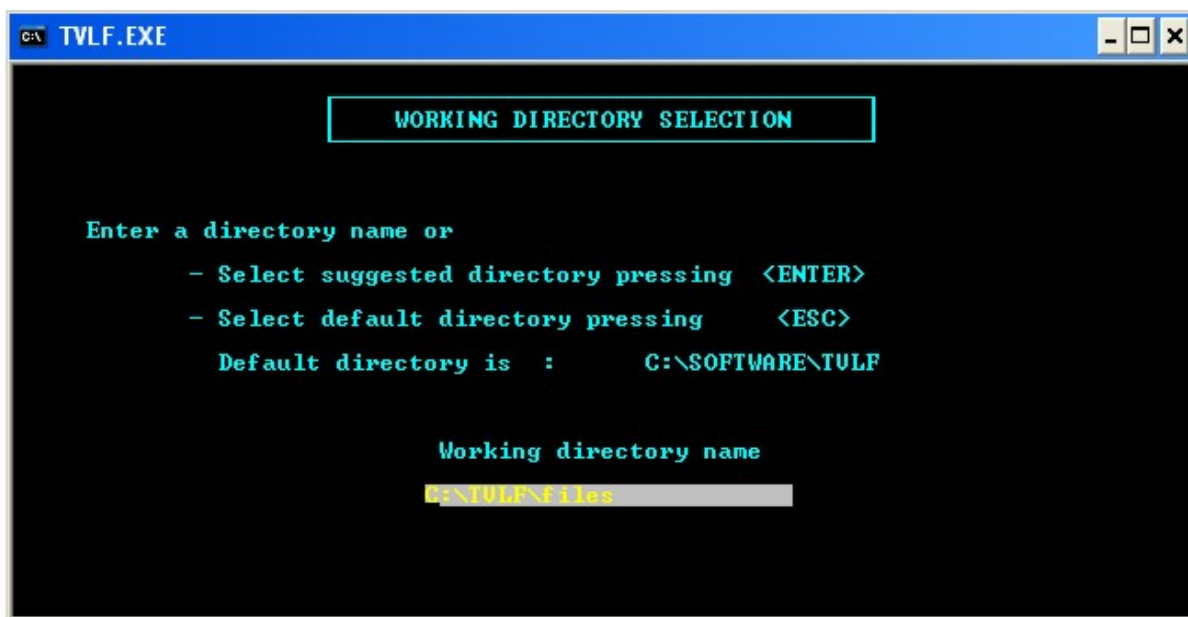 TVLF.EXE
WORKING DIRECTORY SELECTION
Enter a directory name or
- Select suggested directory pressing <ENTER>
- Select default directory pressing <ESC>
Default directory is : C:\SOFTWARE\TVLF
Working directory name
C:\TVLF\files